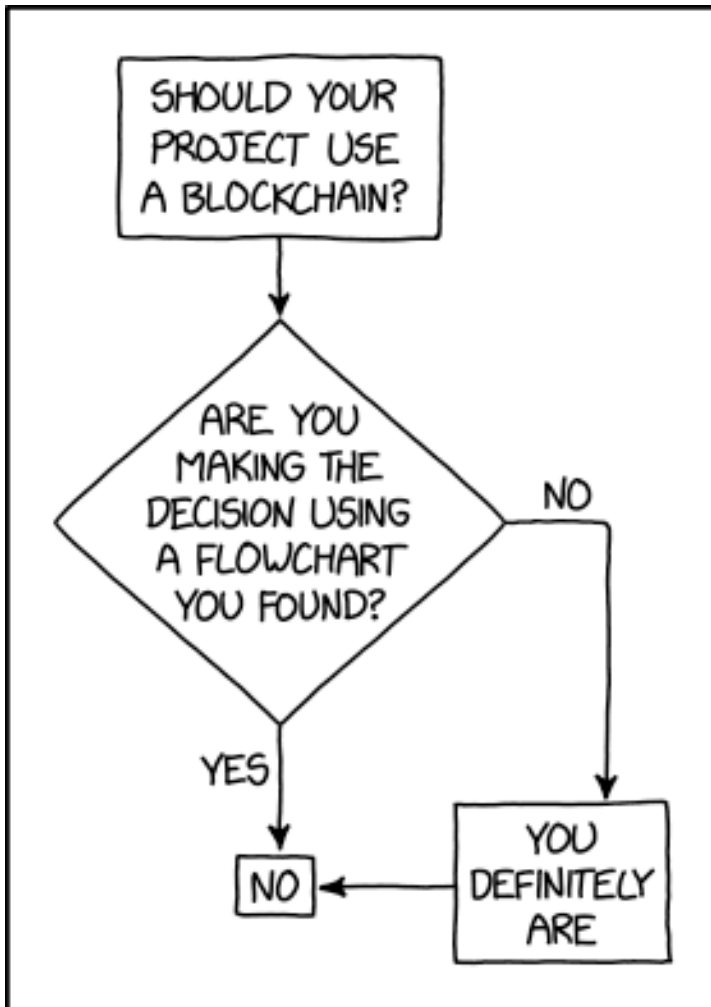 SHOULD YOUR
PROJECT USE
A BLOCKCHAIN?
ARE YOU
MAKING THE
DECISION USING
A FLOWCHART
YOU FOUND?
NO
YES
YOU
DEFINITELY
ARE
NO